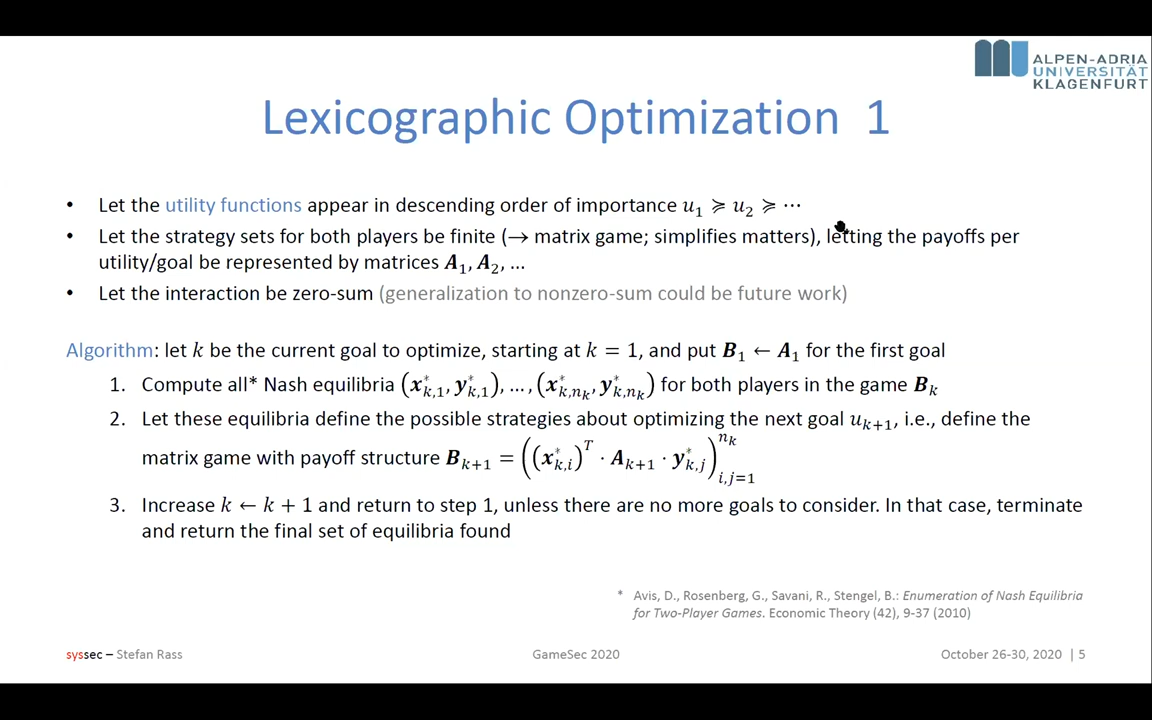 ALPEN-ADRIA
UNIVERSITÄT
KLAGENFURT
Lexicographic Optimization 1
• Let the utility functions appear in descending order of importance u₁ ≽ u₂ ≽ ⋯
• Let the strategy sets for both players be finite (→ matrix game; simplifies matters), letting the payoffs per
utility/goal be represented by matrices A₁, A₂, ...
• Let the interaction be zero-sum (generalization to nonzero-sum could be future work)
Algorithm: let k be the current goal to optimize, starting at k = 1, and put B₁ ← A₁ for the first goal
1. Compute all* Nash equilibria (x*_{k,1}, y*_{k,1}), ..., (x*_{k,n_k}, y*_{k,n_k}) for both players in the game B_k
2. Let these equilibria define the possible strategies about optimizing the next goal u_{k+1}, i.e., define the
matrix game with payoff structure B_{k+1} = ((x*_{k,i})^T · A_{k+1} · y*_{k,j})^{n_k}_{i,j=1}
3. Increase k ← k + 1 and return to step 1, unless there are no more goals to consider. In that case, terminate
and return the final set of equilibria found
* Avis, D., Rosenberg, G., Savani, R., Stengel, B.: Enumeration of Nash Equilibria
for Two-Player Games. Economic Theory (42), 9-37 (2010)
syssec – Stefan Rass
GameSec 2020
October 26-30, 2020 | 5